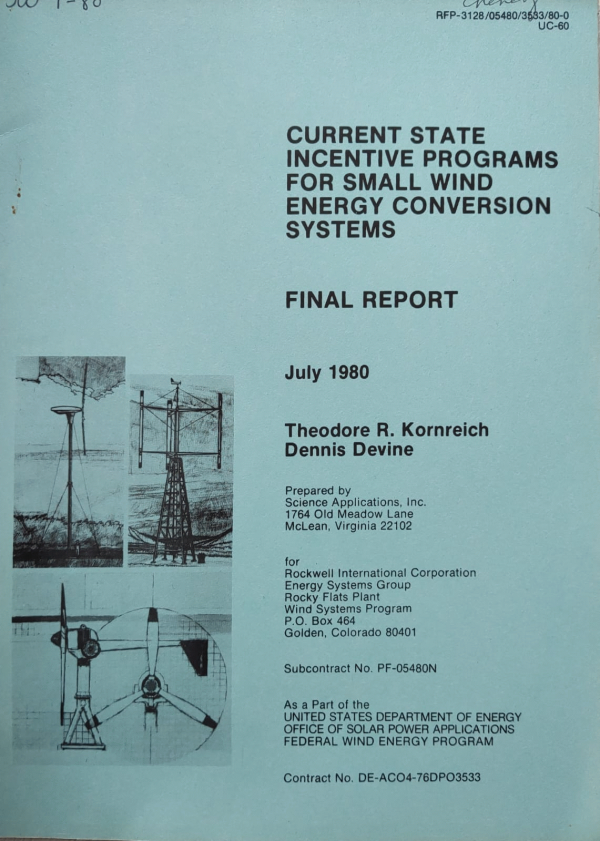 RFP-3128/05480/3533/80-0
UC-60
CURRENT STATE
INCENTIVE PROGRAMS
FOR SMALL WIND
ENERGY CONVERSION
SYSTEMS
FINAL REPORT
July 1980
Theodore R. Kornreich
Dennis Devine
Prepared by
Science Applications, Inc.
1764 Old Meadow Lane
McLean, Virginia 22102
for
Rockwell International Corporation
Energy Systems Group
Rocky Flats Plant
Wind Systems Program
P.O. Box 464
Golden, Colorado 80401
Subcontract No. PF-05480N
As a Part of the
UNITED STATES DEPARTMENT OF ENERGY
OFFICE OF SOLAR POWER APPLICATIONS
FEDERAL WIND ENERGY PROGRAM
Contract No. DE-ACO4-76DPO3533